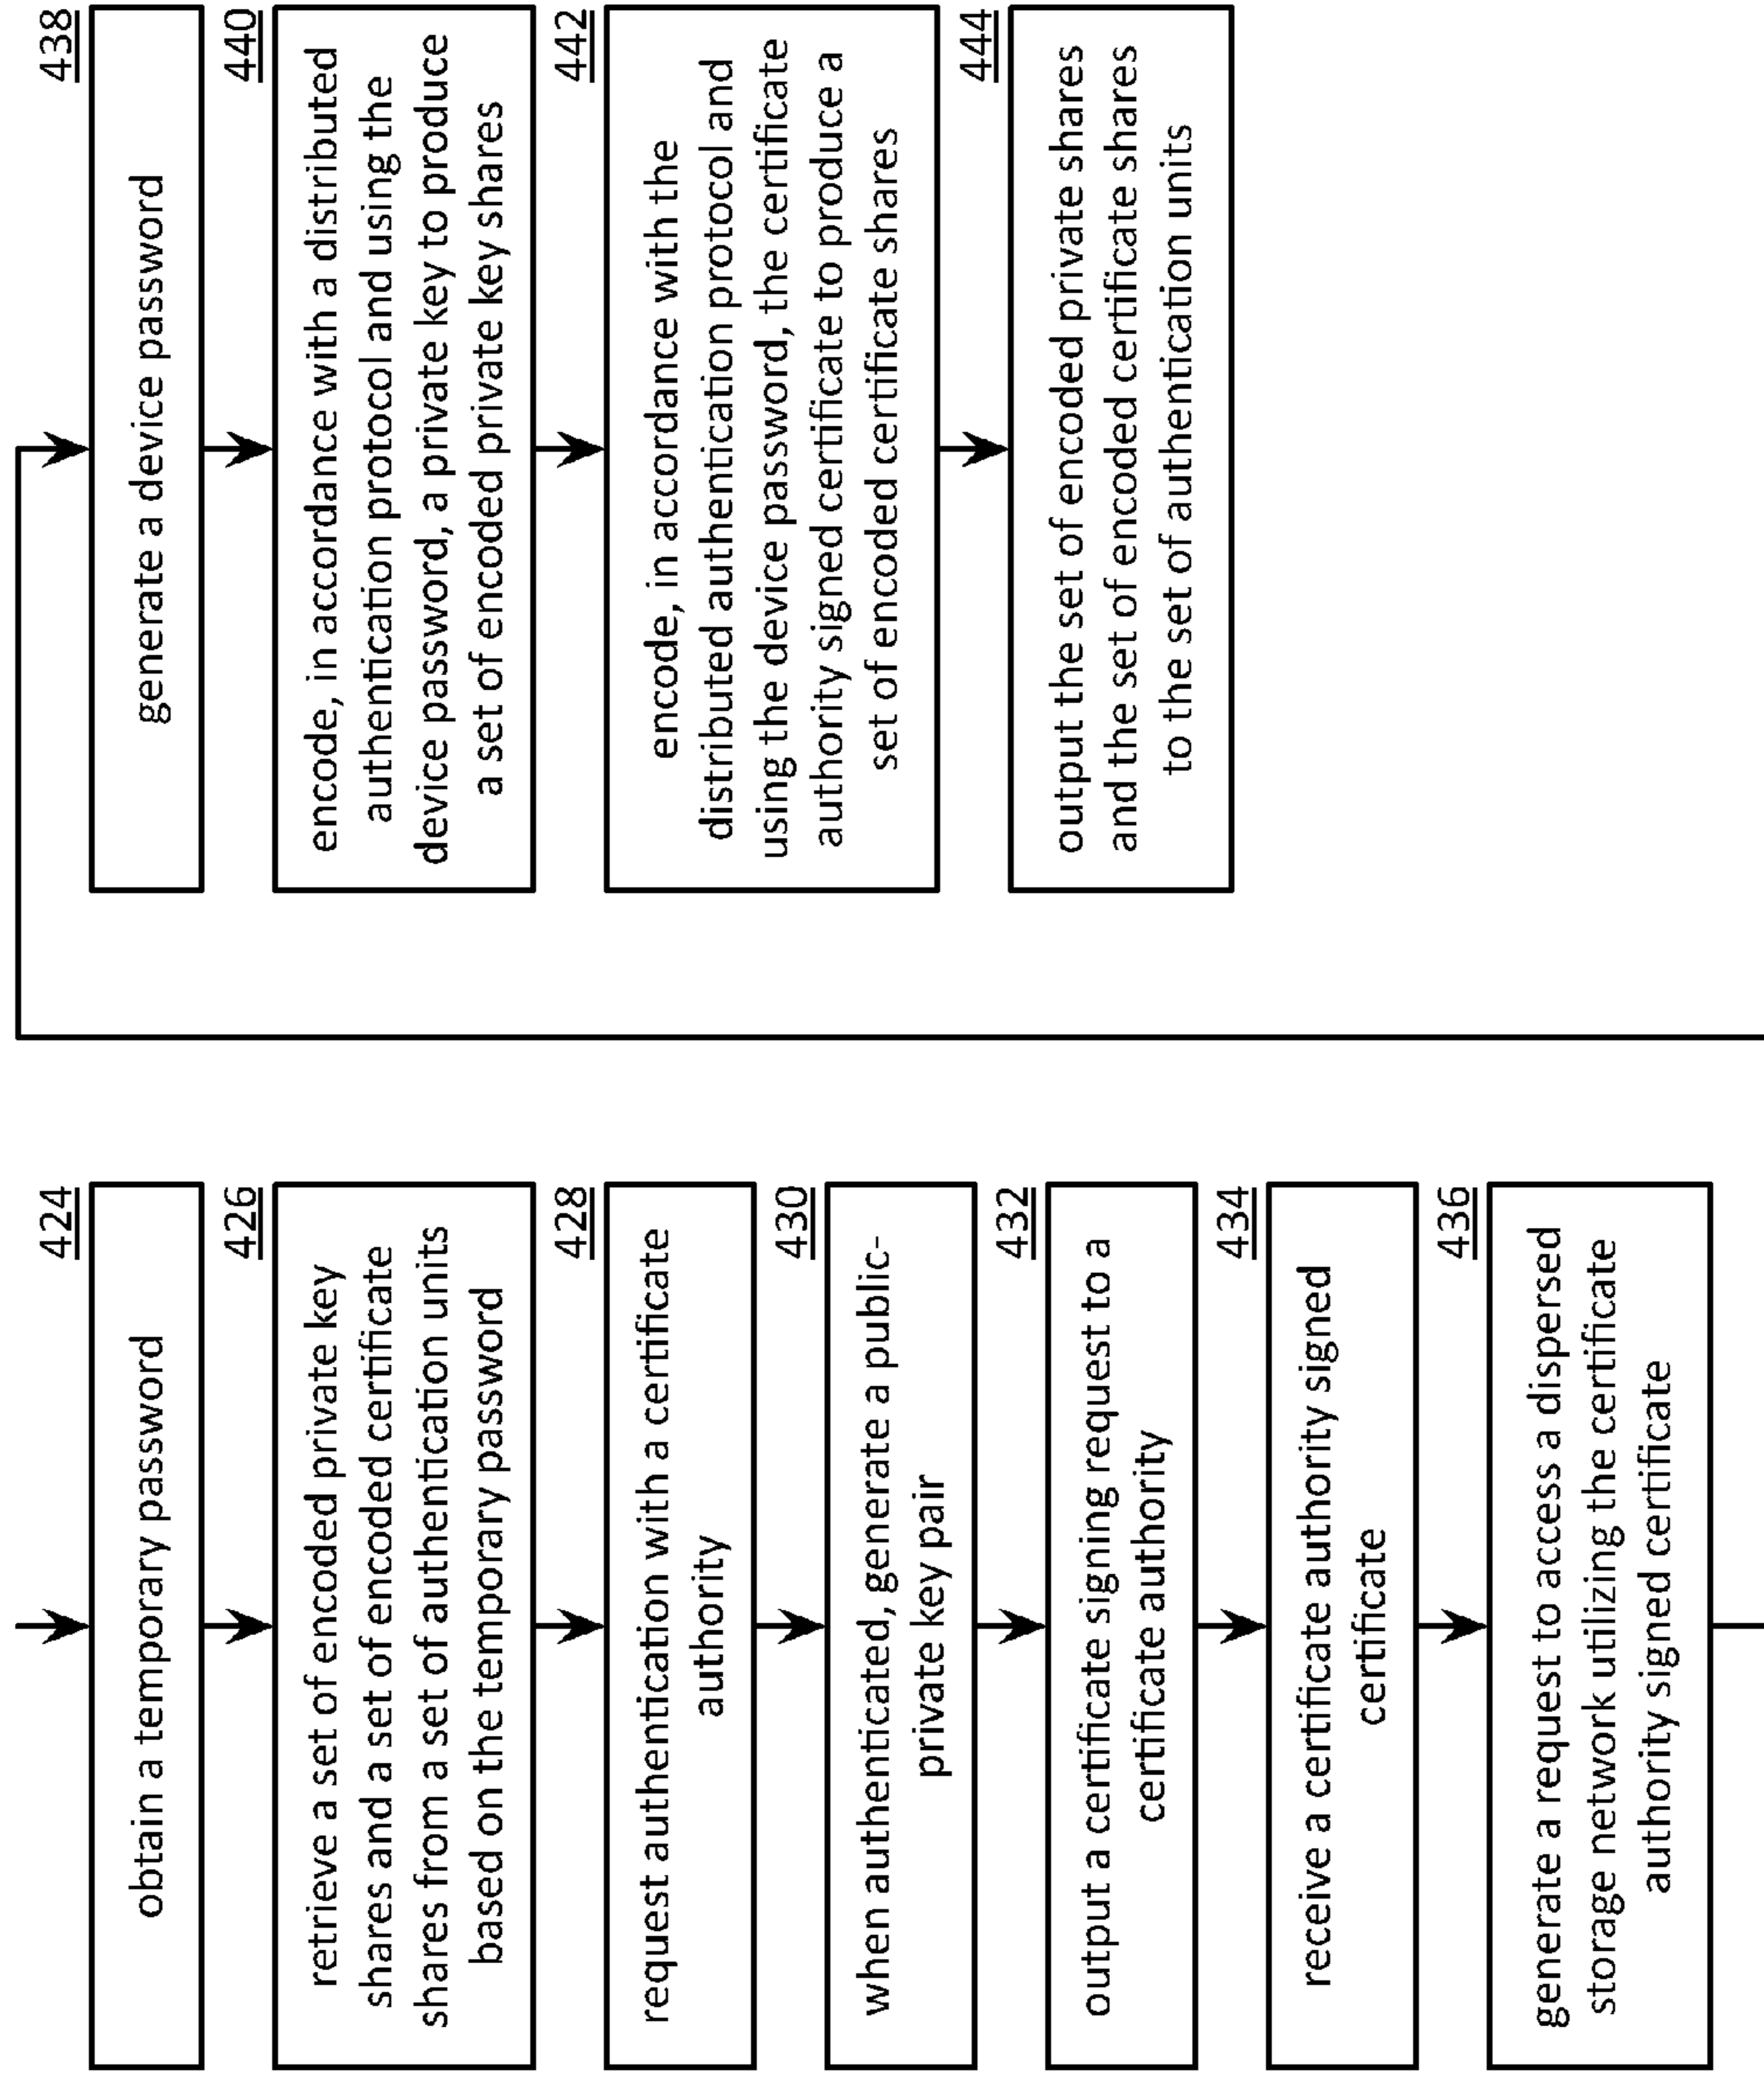 424
obtain a temporary password
426
retrieve a set of encoded private key
shares and a set of encoded certificate
shares from a set of authentication units
based on the temporary password
428
request authentication with a certificate
authority
430
when authenticated, generate a public-
private key pair
432
output a certificate signing request to a
certificate authority
434
receive a certificate authority signed
certificate
436
generate a request to access a dispersed
storage network utilizing the certificate
authority signed certificate
438
generate a device password
440
encode, in accordance with a distributed
authentication protocol and using the
device password, a private key to produce
a set of encoded private key shares
442
encode, in accordance with the
distributed authentication protocol and
using the device password, the certificate
authority signed certificate to produce a
set of encoded certificate shares
444
output the set of encoded private shares
and the set of encoded certificate shares
to the set of authentication units